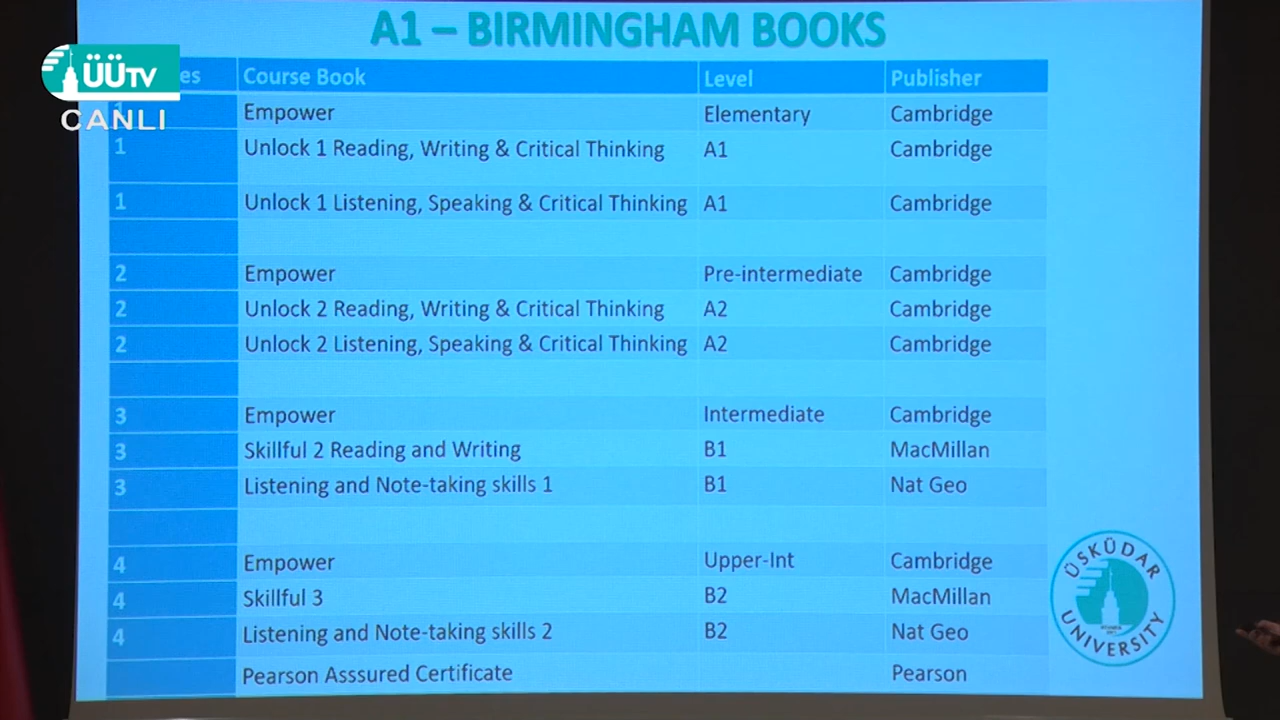 A1 – BIRMINGHAM BOOKS
ÜÜTV
CANLI
es Course Book Level Publisher
1 Empower Elementary Cambridge
1 Unlock 1 Reading, Writing & Critical Thinking A1 Cambridge
1 Unlock 1 Listening, Speaking & Critical Thinking A1 Cambridge
2 Empower Pre-intermediate Cambridge
2 Unlock 2 Reading, Writing & Critical Thinking A2 Cambridge
2 Unlock 2 Listening, Speaking & Critical Thinking A2 Cambridge
3 Empower Intermediate Cambridge
3 Skillful 2 Reading and Writing B1 MacMillan
3 Listening and Note-taking skills 1 B1 Nat Geo
4 Empower Upper-Int Cambridge
4 Skillful 3 B2 MacMillan
4 Listening and Note-taking skills 2 B2 Nat Geo
Pearson Asssured Certificate Pearson
ÜSKÜDAR
UNIVERSITY